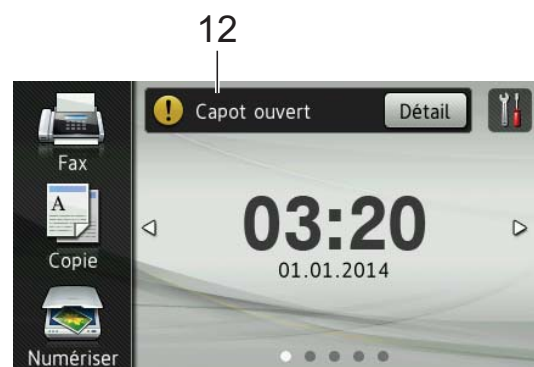 12
Capot ouvert
Détail
Fax
03:20
01.01.2014
Copie
Numériser